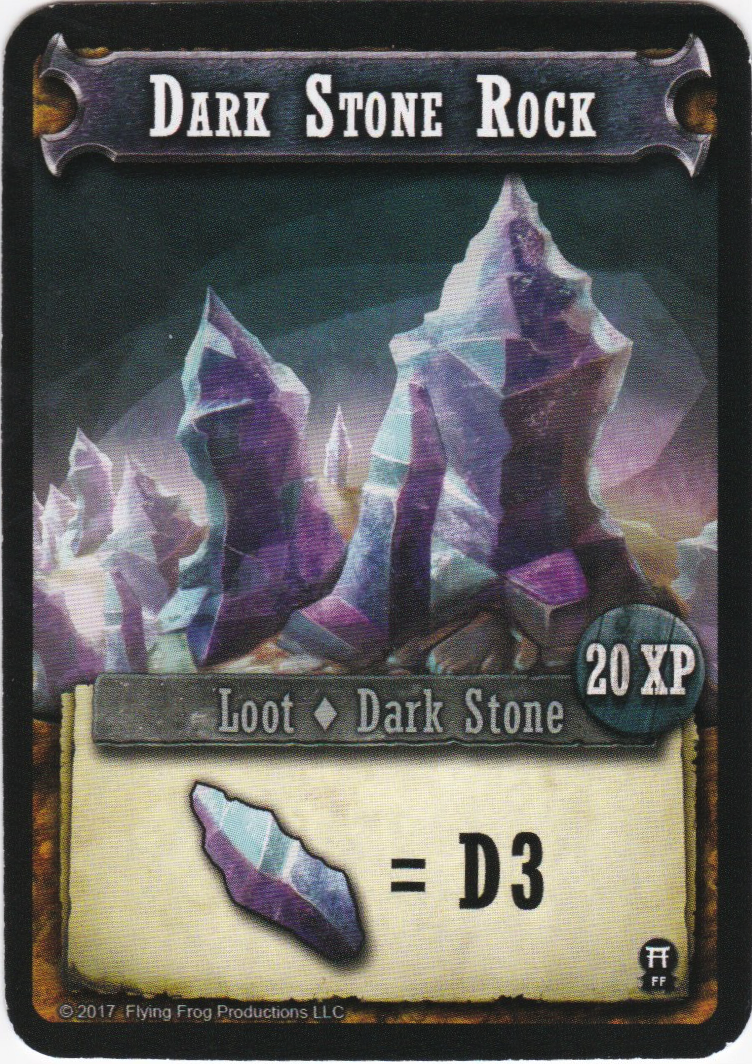 Dark Stone Rock
20 XP
Loot ♦ Dark Stone
= D3
FF
© 2017 Flying Frog Productions LLC